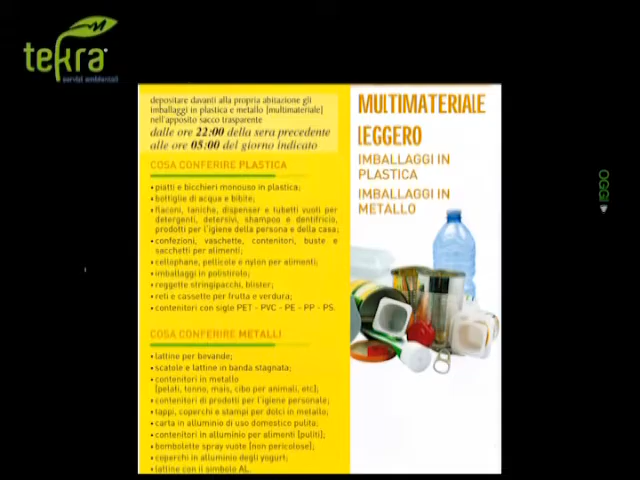 tekra
servizi ambientali
depositare davanti alla propria abitazione gli
imballaggi in plastica e metallo [multimateriale]
nell'apposito sacco trasparente
dalle ore 22:00 della sera precedente
alle ore 05:00 del giorno indicato
COSA CONFERIRE PLASTICA
• piatti e bicchieri monouso in plastica;
• bottiglie di acqua e bibite;
• flaconi, taniche, dispenser e tubetti vuoti per
detergenti, detersivi, shampoo e dentifricio,
prodotti per l'igiene della persona e della casa;
• confezioni, vaschette, contenitori, buste e
sacchetti per alimenti;
• cellophane, pellicole e nylon per alimenti;
• imballaggi in polistirolo;
• reggette stringipacchi, blister;
• reti e cassette per frutta e verdura;
• contenitori con sigle PET - PVC - PE - PP - PS.
COSA CONFERIRE METALLI
• lattine per bevande;
• scatole e lattine in banda stagnata;
• contenitori in metallo
[pelati, tonno, mais, cibo per animali, etc];
• contenitori di prodotti per l'igiene personale;
• tappi, coperchi e stampi per dolci in metallo;
• carta in alluminio di uso domestico pulita;
• contenitori in alluminio per alimenti [puliti];
• bombolette spray vuote [non pericolose];
• coperchi in alluminio degli yogurt;
• lattine con il simbolo AL.
MULTIMATERIALE
LEGGERO
IMBALLAGGI IN
PLASTICA
IMBALLAGGI IN
METALLO
OGGI